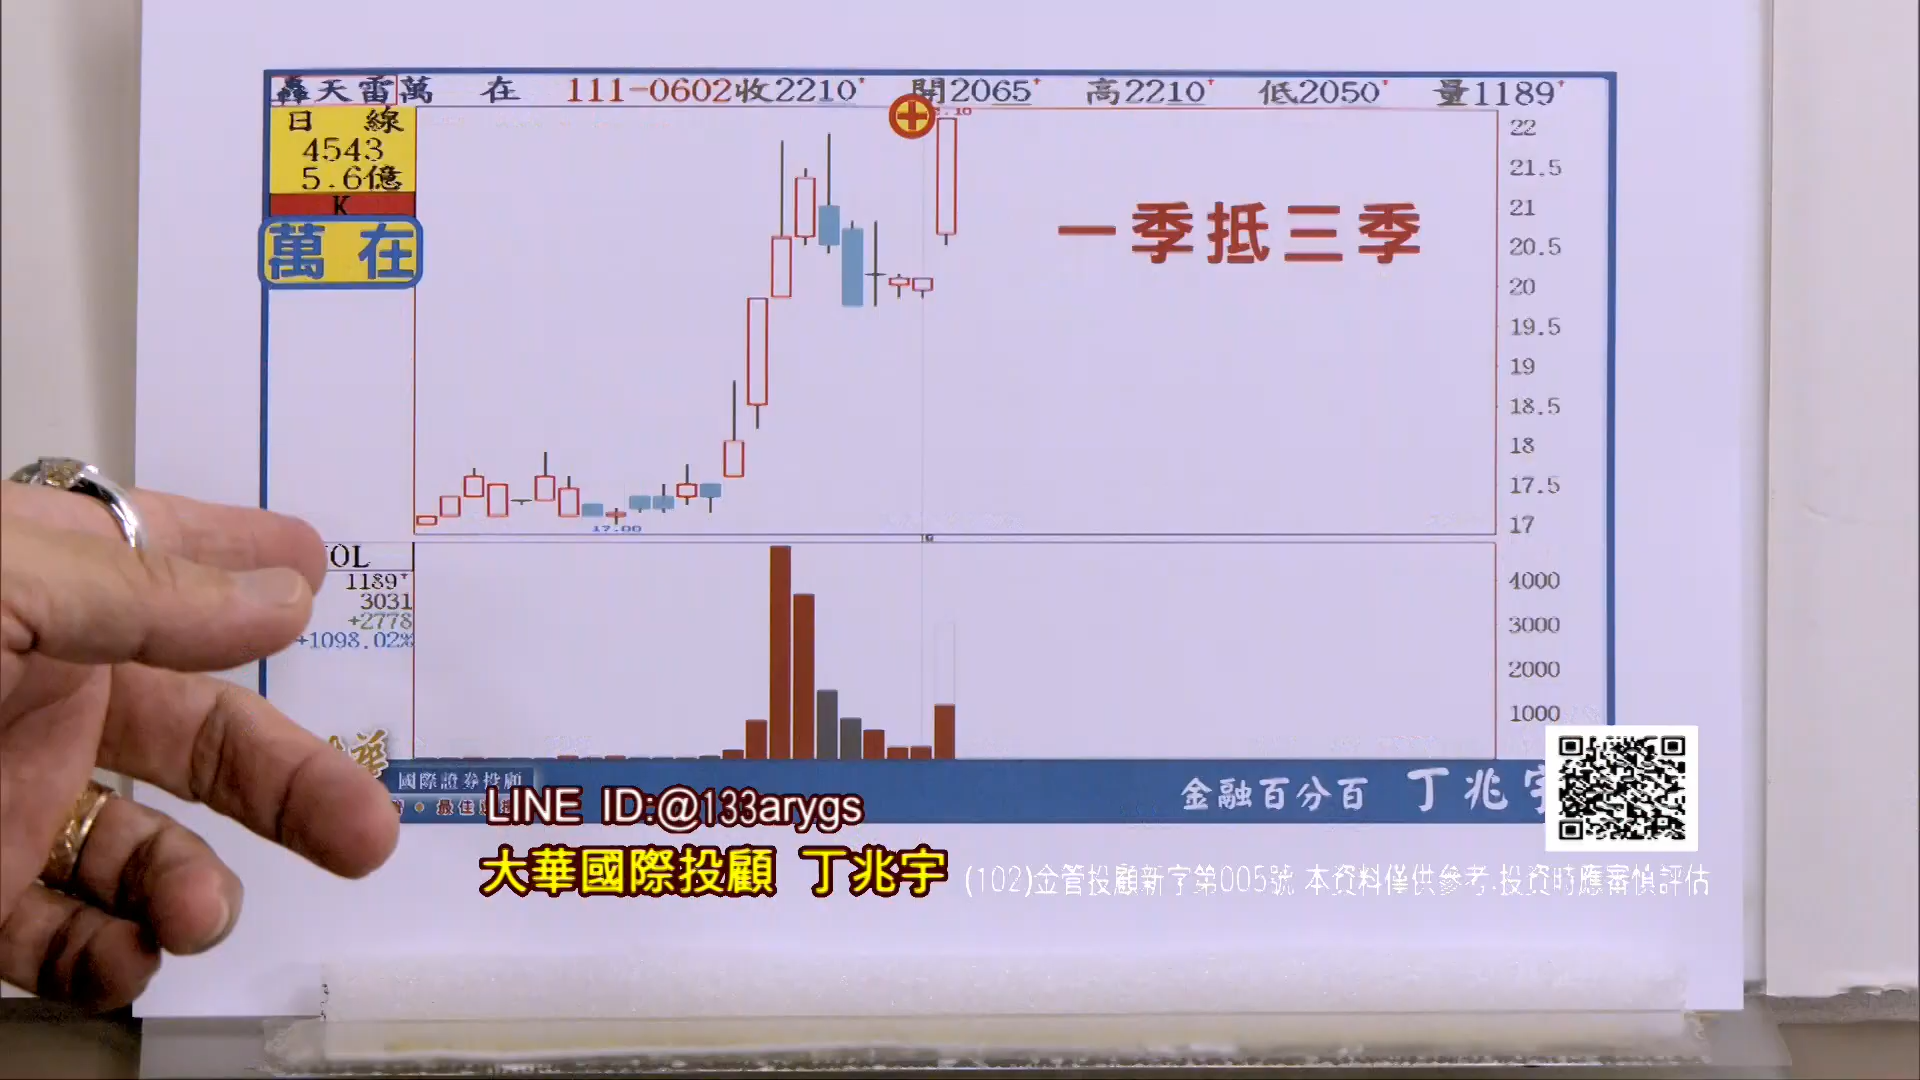 轟天雷萬 在 111-0602收2210 開2065 高2210 低2050 量1189
日 線
4543
5.6億
K
萬 在
一季抵三季
22
21.5
21
20.5
20
19.5
19
18.5
18
17.5
17
17.00
OL
1189
3031
+2778
+1098.02%
4000
3000
2000
1000
國際證券投顧
最佳
金融百分百 丁兆宇
LINE ID:@133arygs
大華國際投顧 丁兆宇
(102)金管投顧新字第005號 本資料僅供參考.投資時應審慎評估